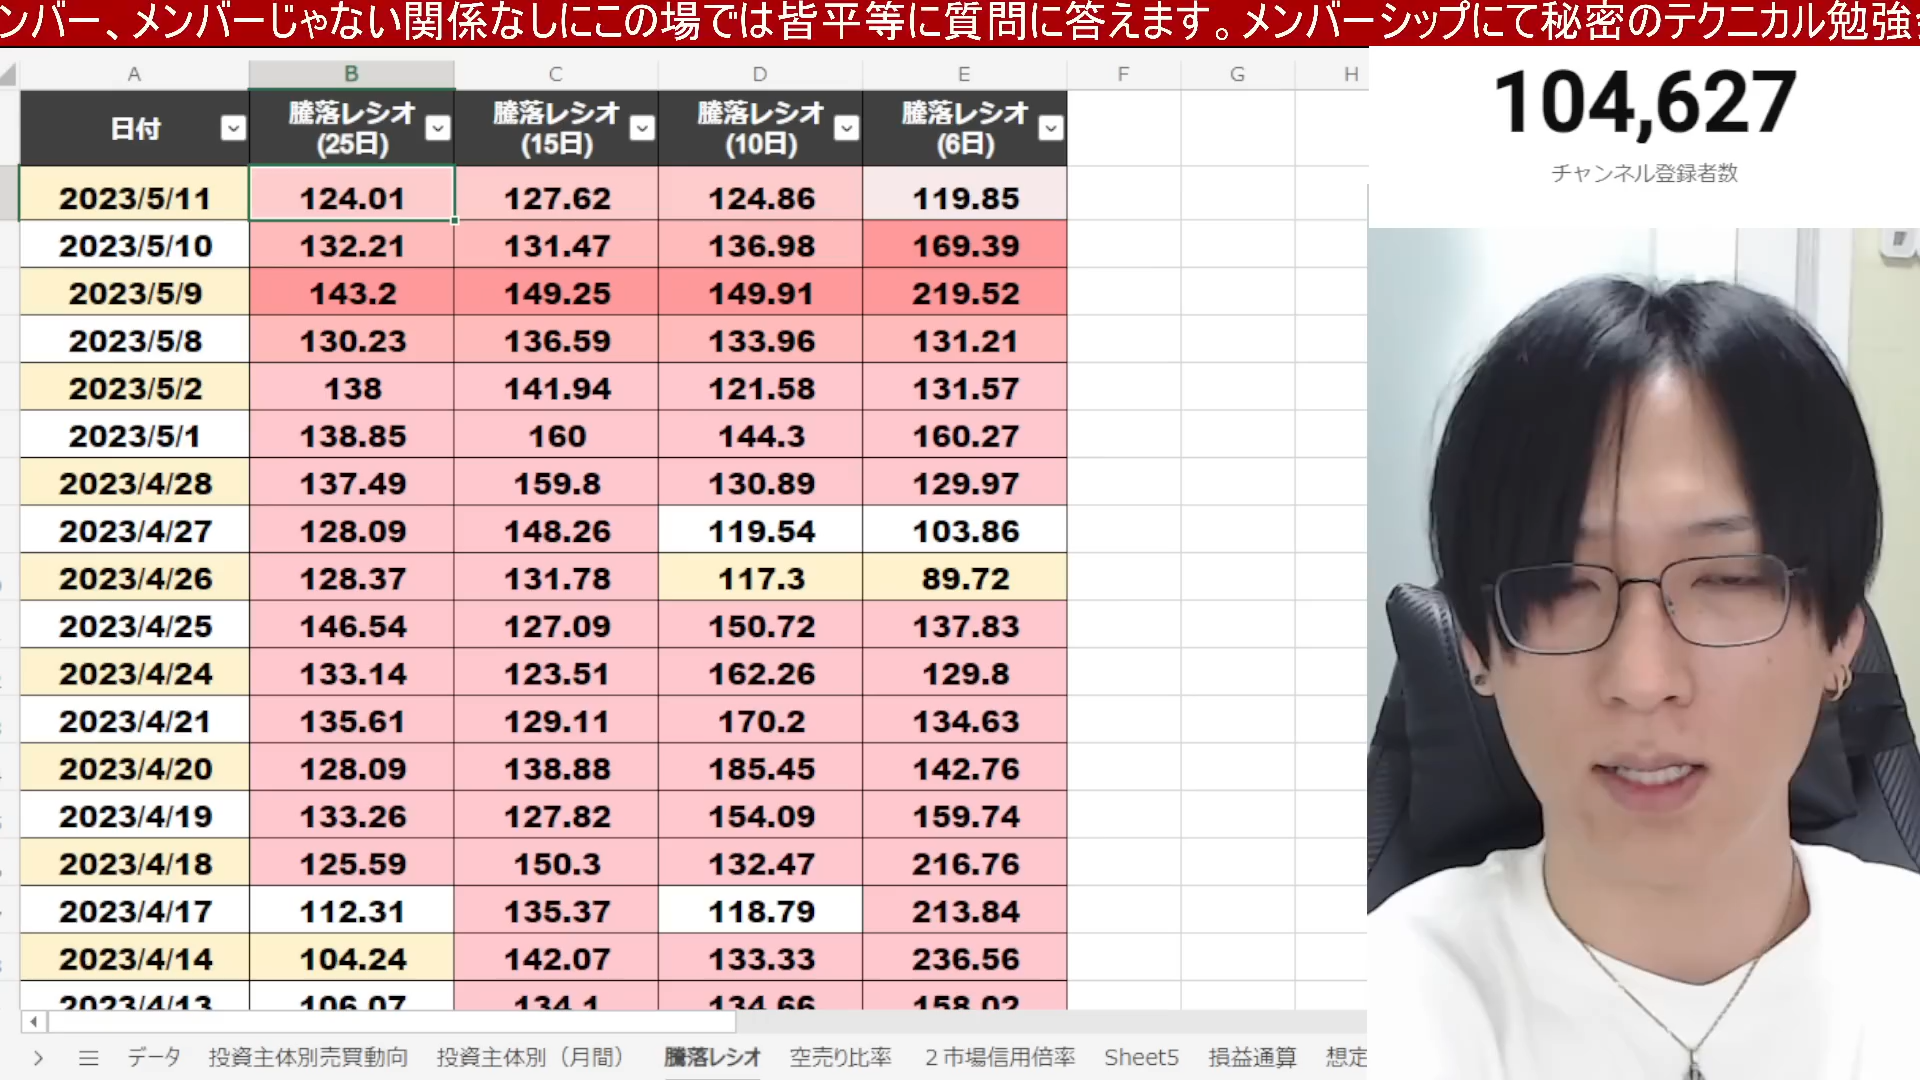 ンバー、メンバーじゃない関係なしにこの場では皆平等に質問に答えます。メンバーシップにて秘密のテクニカル勉強
104,627
チャンネル登録者数
A B C D E F G H
日付 騰落レシオ(25日) 騰落レシオ(15日) 騰落レシオ(10日) 騰落レシオ(6日)
2023/5/11 124.01 127.62 124.86 119.85
2023/5/10 132.21 131.47 136.98 169.39
2023/5/9 143.2 149.25 149.91 219.52
2023/5/8 130.23 136.59 133.96 131.21
2023/5/2 138 141.94 121.58 131.57
2023/5/1 138.85 160 144.3 160.27
2023/4/28 137.49 159.8 130.89 129.97
2023/4/27 128.09 148.26 119.54 103.86
2023/4/26 128.37 131.78 117.3 89.72
2023/4/25 146.54 127.09 150.72 137.83
2023/4/24 133.14 123.51 162.26 129.8
2023/4/21 135.61 129.11 170.2 134.63
2023/4/20 128.09 138.88 185.45 142.76
2023/4/19 133.26 127.82 154.09 159.74
2023/4/18 125.59 150.3 132.47 216.76
2023/4/17 112.31 135.37 118.79 213.84
2023/4/14 104.24 142.07 133.33 236.56
2023/4/13 106.07 134.1 134.66 158.02
データ 投資主体別売買動向 投資主体別（月間） 騰落レシオ 空売り比率 2市場信用倍率 Sheet5 損益通算 想定